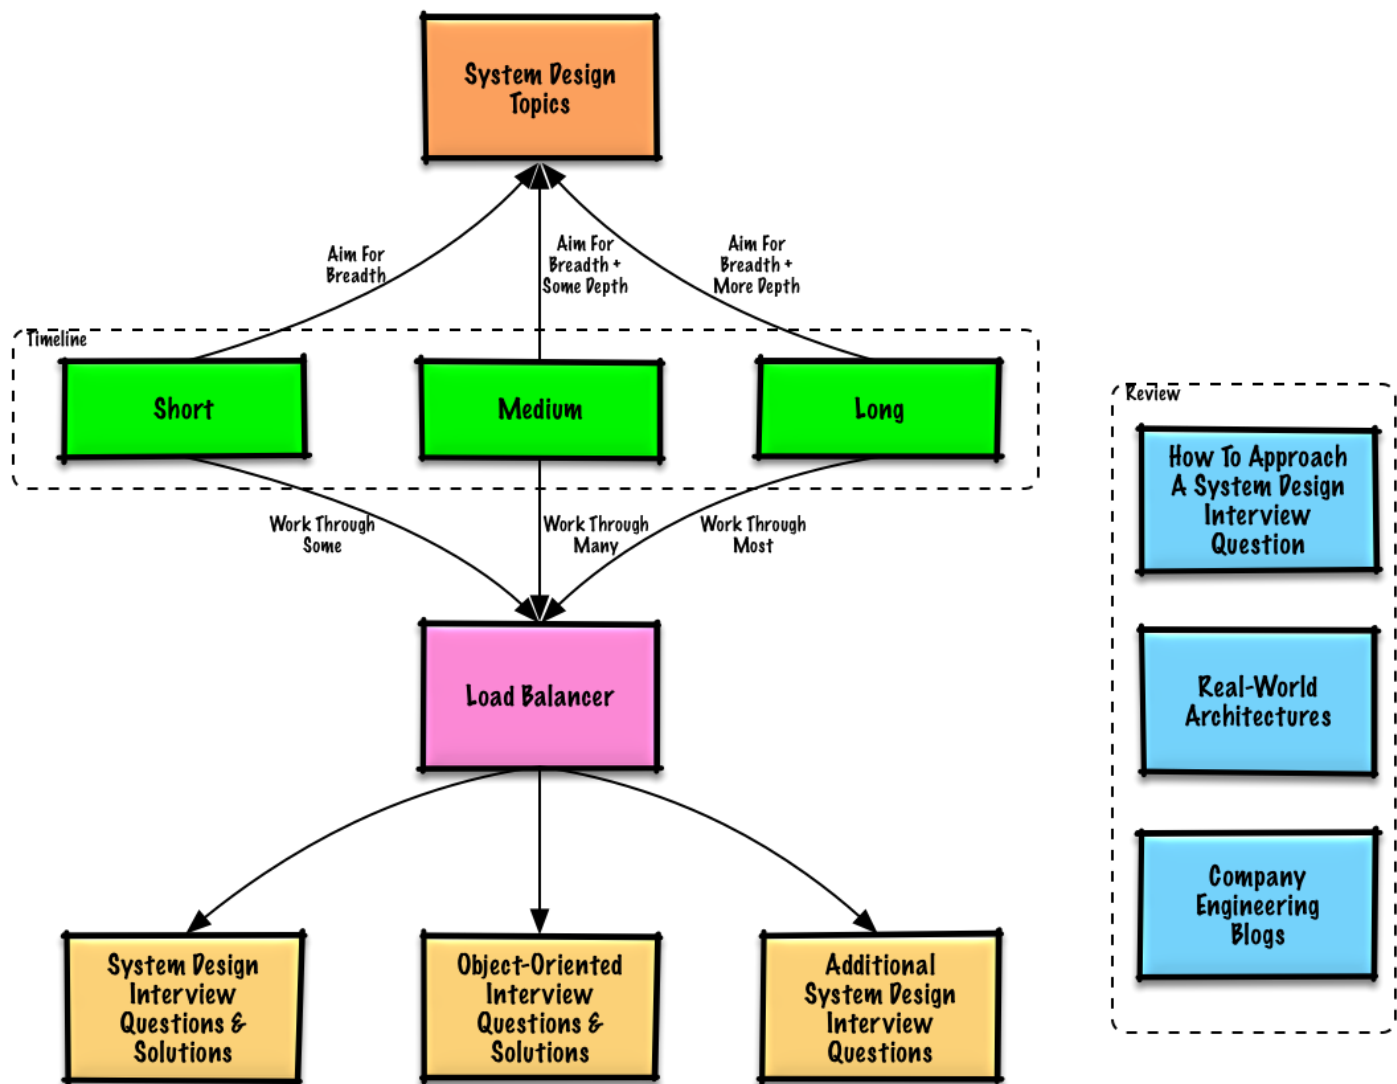 System Design
Topics
Aim For
Breadth
Aim For
Breadth +
Some Depth
Aim For
Breadth +
More Depth
Timeline
Short
Medium
Long
Work Through
Some
Work Through
Many
Work Through
Most
Load Balancer
System Design
Interview
Questions &
Solutions
Object-Oriented
Interview
Questions &
Solutions
Additional
System Design
Interview
Questions
Review
How To Approach
A System Design
Interview
Question
Real-World
Architectures
Company
Engineering
Blogs